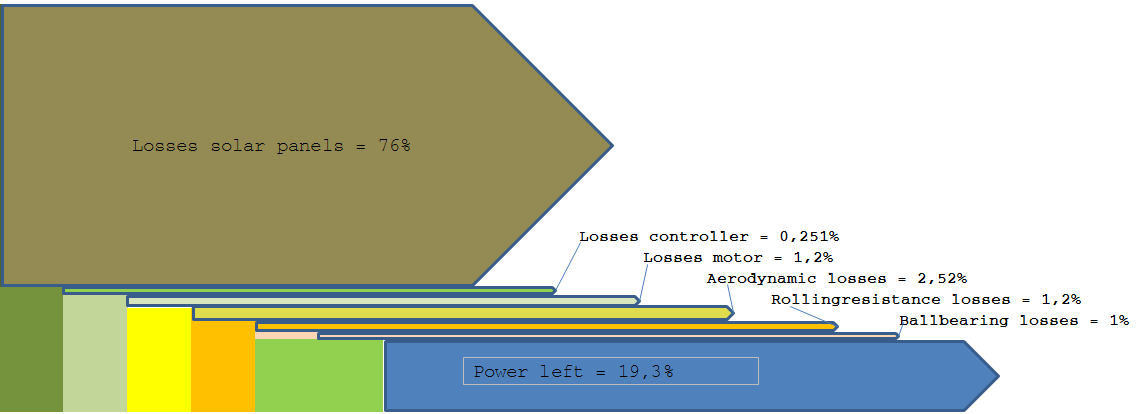 Losses solar panels = 76%
Losses controller = 0,251%
Losses motor = 1,2%
Aerodynamic losses = 2,52%
Rollingresistance losses = 1,2%
Ballbearing losses = 1%
Power left = 19,3%